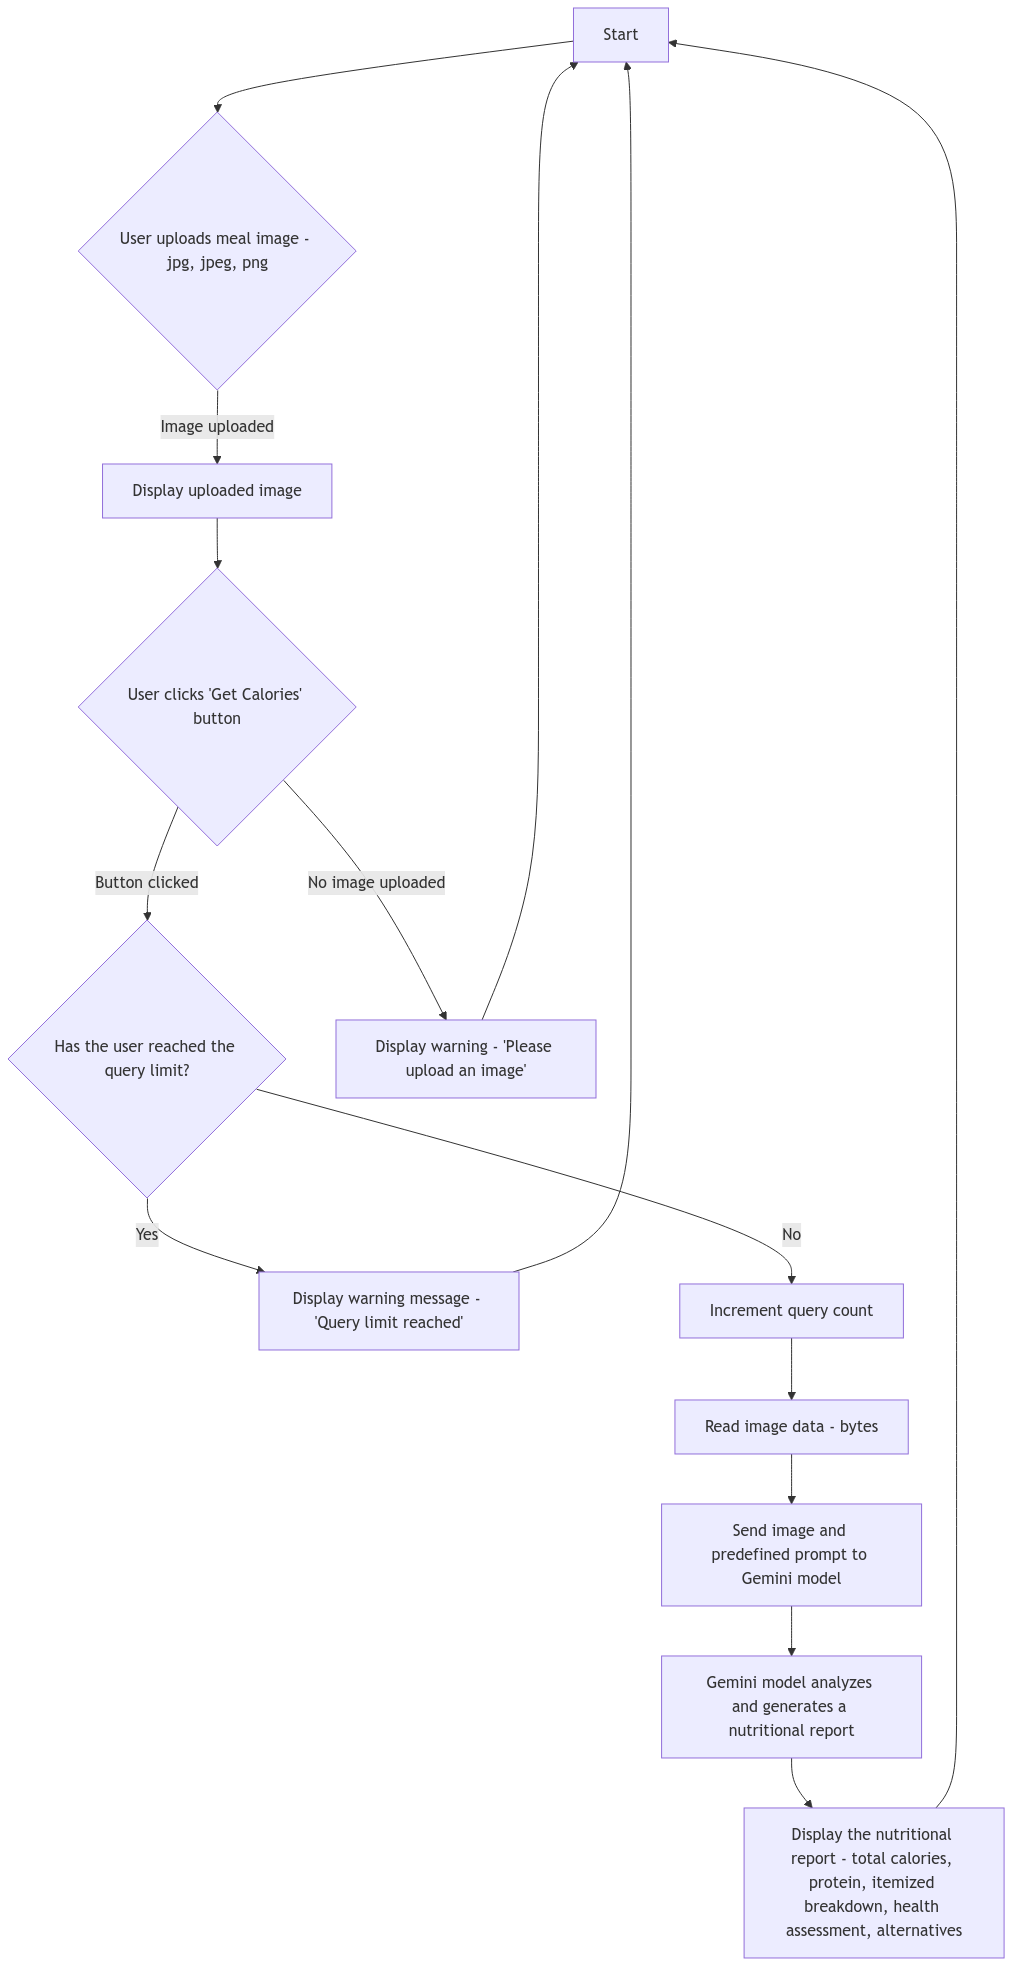 Start
User uploads meal image -
jpg, jpeg, png
Image uploaded
Display uploaded image
User clicks 'Get Calories'
button
Button clicked
No image uploaded
Has the user reached the
query limit?
Display warning - 'Please
upload an image'
Yes
No
Display warning message -
'Query limit reached'
Increment query count
Read image data - bytes
Send image and
predefined prompt to
Gemini model
Gemini model analyzes
and generates a
nutritional report
Display the nutritional
report - total calories,
protein, itemized
breakdown, health
assessment, alternatives